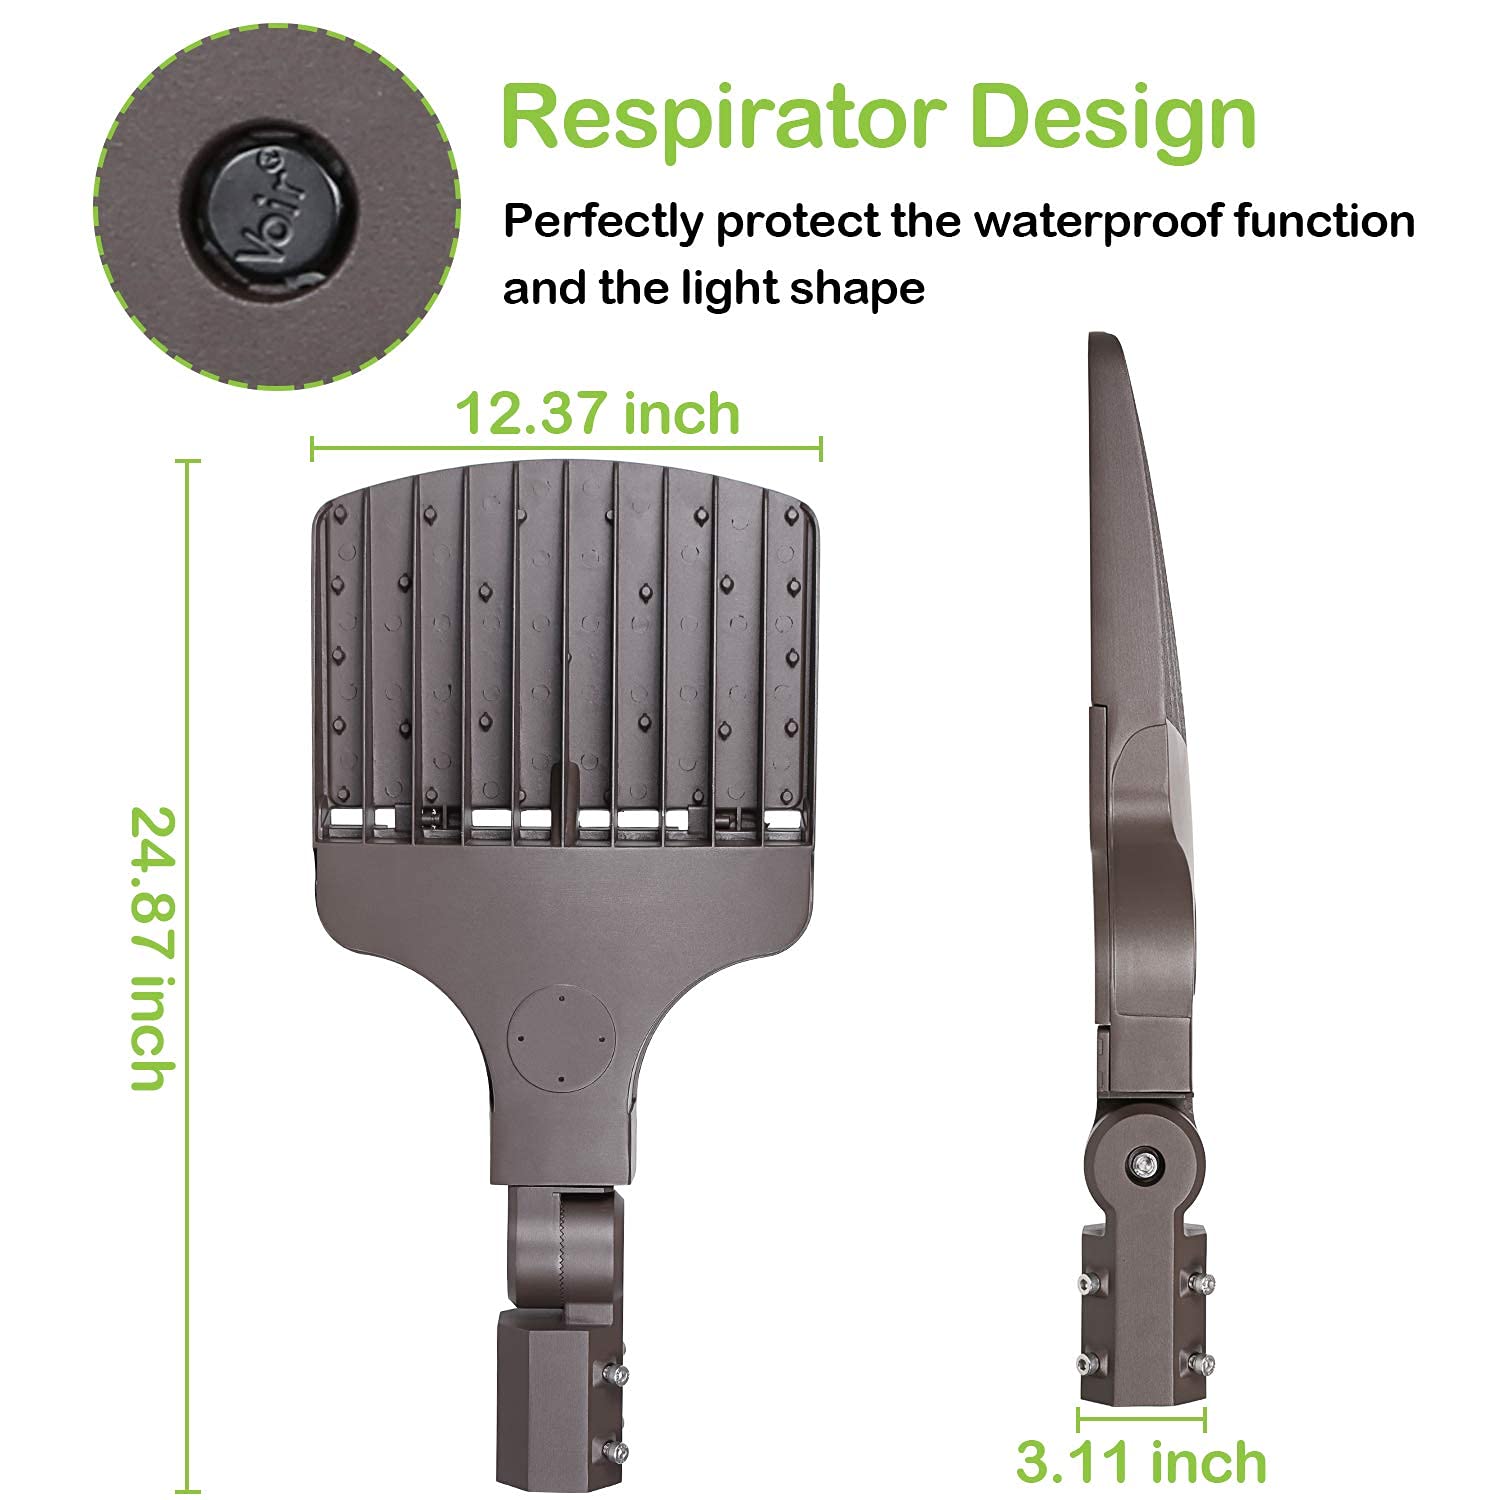 Voir®
Respirator Design
Perfectly protect the waterproof function
and the light shape
12.37 inch
24.87 inch
3.11 inch